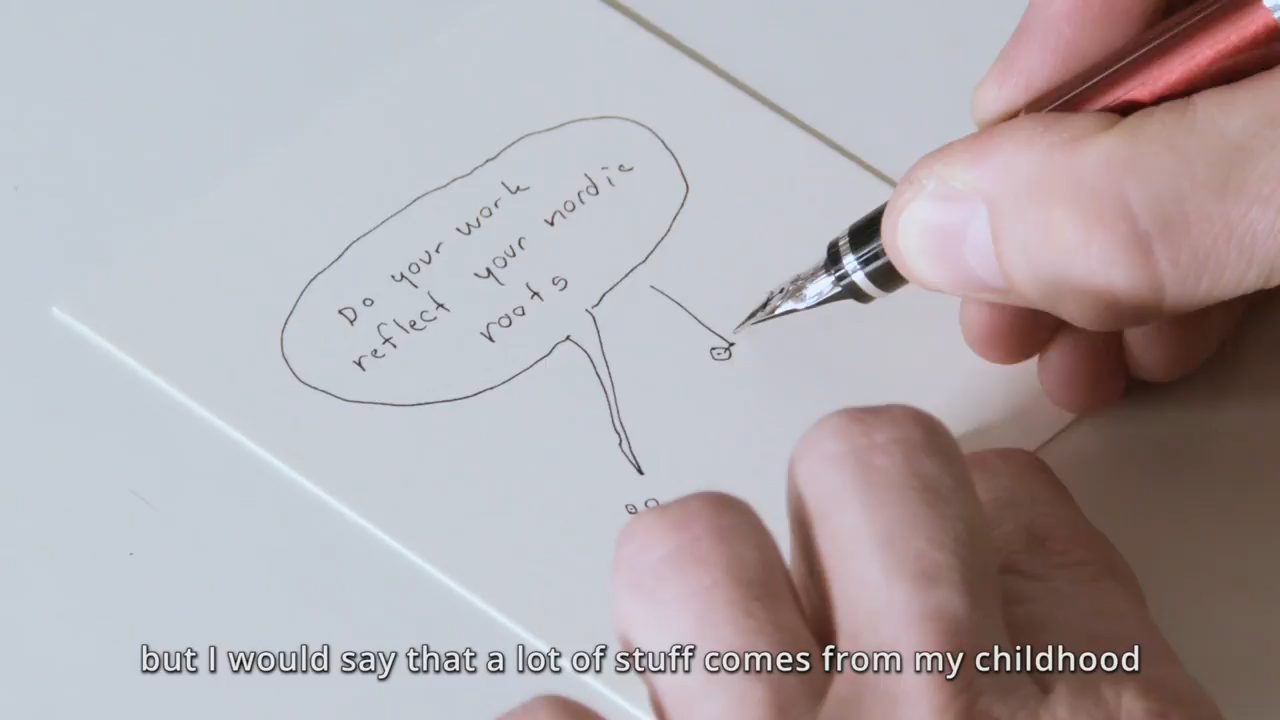 Do your work
reflect your nordic
roots
but I would say that a lot of stuff comes from my childhood